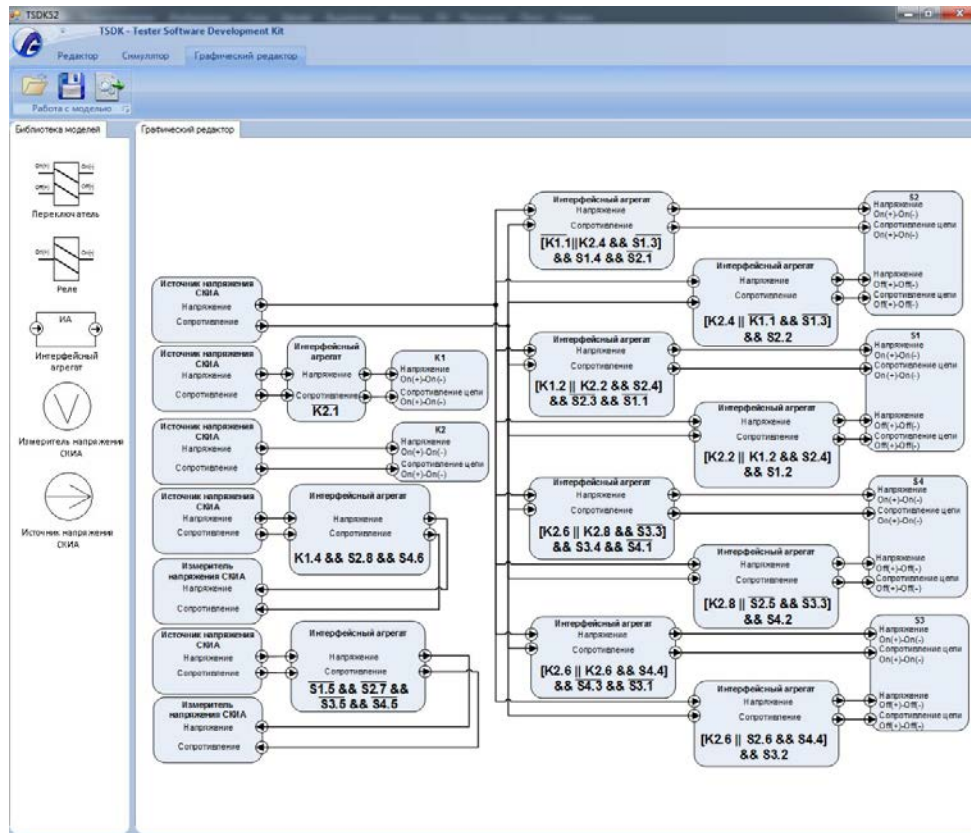 TSDKS2
TSDK - Tester Software Development Kit
Редактор Симулятор Графический редактор
Работа с моделью
Библиотека моделей
Графический редактор
On(+) On(-)
Off(+) Off(-)
Переключатель
On(+) On(-)
Реле
ИА
Интерфейсный
агрегат
V
Измеритель напряжения
СКИА
Источник напряжения
СКИА
Источник напряжения
СКИА
Напряжение
Сопротивление
Источник напряжения
СКИА
Напряжение
Сопротивление
Интерфейсный
агрегат
Напряжение
Сопротивление
K2.1
K1
Напряжение
On(+)-On(-)
Сопротивление цепи
On(+)-On(-)
Источник напряжения
СКИА
Напряжение
Сопротивление
K2
Напряжение
On(+)-On(-)
Сопротивление цепи
On(+)-On(-)
Источник напряжения
СКИА
Напряжение
Сопротивление
Интерфейсный агрегат
Напряжение
Сопротивление
K1.4 && S2.8 && S4.6
Измеритель
напряжения СКИА
Напряжение
Сопротивление
Источник напряжения
СКИА
Напряжение
Сопротивление
Интерфейсный агрегат
Напряжение
Сопротивление
S1.5 && S2.7 &&
S3.5 && S4.5
Измеритель
напряжения СКИА
Напряжение
Сопротивление
Интерфейсный агрегат
Напряжение
Сопротивление
[K1.1||K2.4 && S1.3]
&& S1.4 && S2.1
Интерфейсный агрегат
Напряжение
Сопротивление
[K2.4 || K1.1 && S1.3]
&& S2.2
S2
Напряжение
On(+)-On(-)
Сопротивление цепи
On(+)-On(-)
Напряжение
Off(+)-Off(-)
Сопротивление цепи
Off(+)-Off(-)
Интерфейсный агрегат
Напряжение
Сопротивление
[K1.2 || K2.2 && S2.4]
&& S2.3 && S1.1
Интерфейсный агрегат
Напряжение
Сопротивление
[K2.2 || K1.2 && S2.4]
&& S1.2
S1
Напряжение
On(+)-On(-)
Сопротивление цепи
On(+)-On(-)
Напряжение
Off(+)-Off(-)
Сопротивление цепи
Off(+)-Off(-)
Интерфейсный агрегат
Напряжение
Сопротивление
[K2.6 || K2.8 && S3.3]
&& S3.4 && S4.1
Интерфейсный агрегат
Напряжение
Сопротивление
[K2.8 || S2.5 && S3.3]
&& S4.2
S4
Напряжение
On(+)-On(-)
Сопротивление цепи
On(+)-On(-)
Напряжение
Off(+)-Off(-)
Сопротивление цепи
Off(+)-Off(-)
Интерфейсный агрегат
Напряжение
Сопротивление
[K2.6 || K2.6 && S4.4]
&& S4.3 && S3.1
Интерфейсный агрегат
Напряжение
Сопротивление
[K2.6 || S2.6 && S4.4]
&& S3.2
S3
Напряжение
On(+)-On(-)
Сопротивление цепи
On(+)-On(-)
Напряжение
Off(+)-Off(-)
Сопротивление цепи
Off(+)-Off(-)